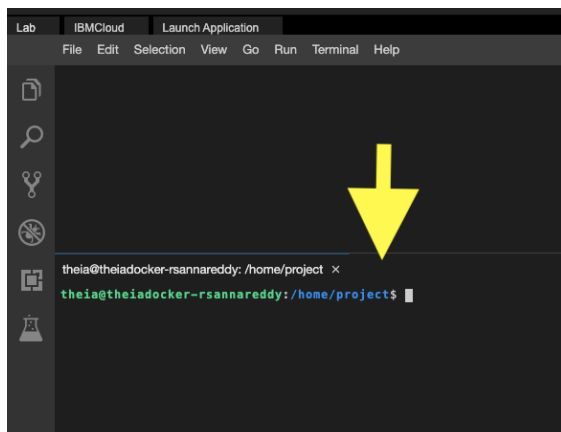 Lab IBMCloud Launch Application
File Edit Selection View Go Run Terminal Help
theia@theiadocker-rsannareddy: /home/project ×
theia@theiadocker-rsannareddy:/home/project$